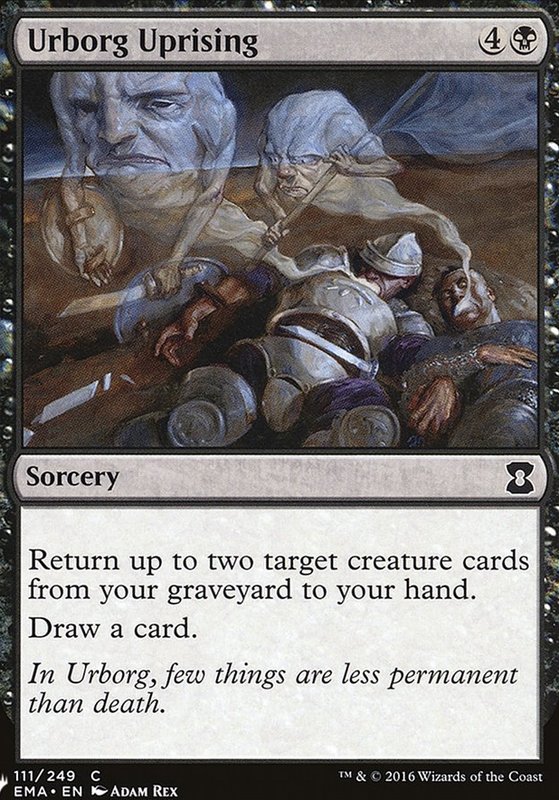 Urborg Uprising 4
Sorcery
Return up to two target creature cards
from your graveyard to your hand.
Draw a card.
In Urborg, few things are less permanent
than death.
111/249 C
EMA • EN Adam Rex
™ & © 2016 Wizards of the Coast